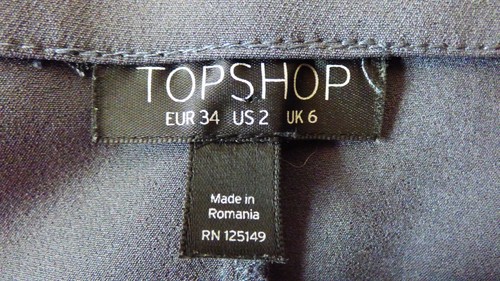 TOPSHOP
EUR 34 US 2 UK 6
Made in
Romania
RN 125149